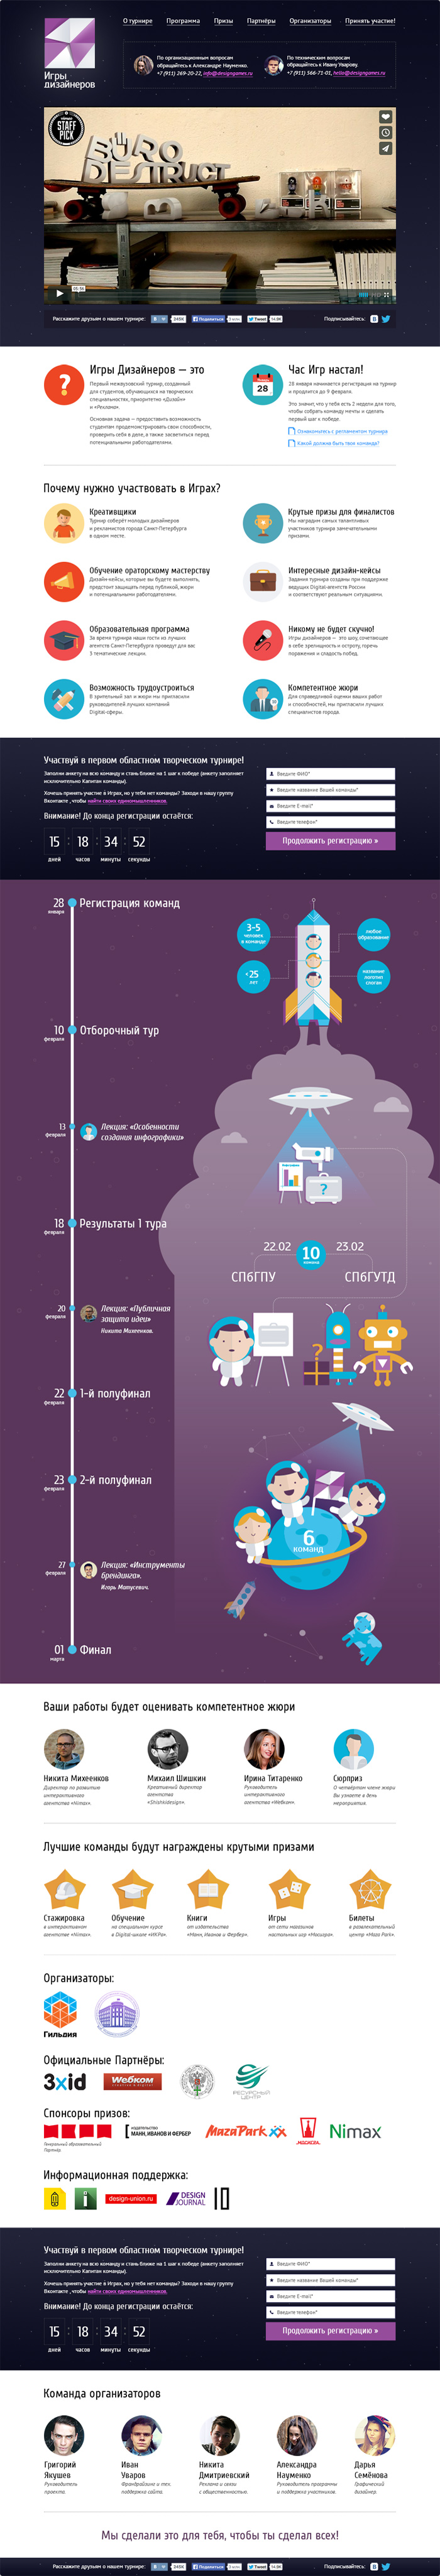 О турнире Программа Призы Партнёры Организаторы Принять участие!
Игры
дизайнеров
По организационным вопросам
обращайтесь к Александре Науменко.
+7 (911) 269-20-22, info@designgames.ru
По техническим вопросам
обращайтесь к Ивану Уварову.
+7 (911) 566-71-01, hello@designgames.ru
STAFF
PICK
EURO
DESTRUCT
05:56
Расскажите друзьям о нашем турнире:
Поделиться
Tweet
Подписывайтесь:
Игры Дизайнеров — это
Первый межвузовский турнир, созданный
для студентов, обучающихся на творческих
специальностях, приоритетно «Дизайн»
и «Реклама».
Основная задача — предоставить возможность
студентам продемонстрировать свои способности,
проверить себя в деле, а также засветиться перед
потенциальными работодателями.
28
Час Игр настал!
28 января начинается регистрация на турнир
и продлится до 9 февраля.
Это значит, что у тебя есть 2 недели для того,
чтобы собрать команду мечты и сделать
первый шаг к победе.
Ознакомьтесь с регламентом турнира
Какой должна быть твоя команда?
Почему нужно участвовать в Играх?
Креативщики
Турнир соберёт молодых дизайнеров
и рекламистов города Санкт-Петербурга
в одном месте.
Крутые призы для финалистов
Мы наградим самых талантливых
участников турнира замечательными
призами.
Обучение ораторскому мастерству
Дизайн-кейсы, которые вы будете выполнять,
предстоит защищать перед публикой, жюри
и потенциальными работодателями.
Интересные дизайн-кейсы
Задания турнира созданы при поддержке
ведущих Digital-агентств России
и соответствуют реальным ситуациям.
Образовательная программа
За время турнира наши гости из лучших
агентств Санкт-Петербурга проведут для вас
3 тематические лекции.
Никому не будет скучно!
Игры дизайнеров — это шоу, сочетающее
в себе зрелищность и остроту, горечь
поражения и сладость побед.
Возможность трудоустроиться
В зрительный зал и жюри мы пригласили
руководителей лучших компаний
Digital-сферы.
Компетентное жюри
Для справедливой оценки ваших работ
и способностей, мы пригласили лучших
специалистов города.
Участвуй в первом областном творческом турнире!
Заполни анкету на всю команду и стань ближе на 1 шаг к победе (анкету заполняет
исключительно Капитан команды).
Хочешь принять участие в Играх, но у тебя нет команды? Заходи в нашу группу
Вконтакте, чтобы найти своих единомышленников.
Внимание! До конца регистрации остаётся:
15 : 18 : 34 : 52
дней часов минуты секунды
Введите ФИО*
Введите название Вашей команды*
Введите E-mail*
Введите телефон*
Продолжить регистрацию »
28
января
Регистрация команд
3-5
человек
в команде
любое
образование
<25
лет
название
логотип
слоган
10
февраля
Отборочный тур
13
февраля
Лекция: «Особенности
создания инфографики»
?
18
февраля
Результаты 1 тура
22.02
10
команд
23.02
СПбГПУ
СПбГУТД
20
февраля
Лекция: «Публичная
защита идеи»
Никита Михеенков.
?
22
февраля
1-й полуфинал
23
февраля
2-й полуфинал
6
команд
27
февраля
Лекция: «Инструменты
брендинга».
Игорь Матусевич.
01
марта
Финал
Ваши работы будет оценивать компетентное жюри
Никита Михеенков
Директор по развитию
интерактивного
агентства «Nimax».
Михаил Шишкин
Креативный директор
агентства
«Shishkidesign».
Ирина Титаренко
Руководитель
интерактивного
агентства «Вебком».
Сюрприз
О четвёртом члене жюри
Вы узнаете в день
мероприятия.
Лучшие команды будут награждены крутыми призами
Стажировка
в интерактивном
агентстве «Nimax».
Обучение
на специальном курсе
в Digital-школе «ИКРа».
Книги
от издательства
«Манн, Иванов и Фербер».
Игры
от сети магазинов
настольных игр «Мосигра».
Билеты
в развлекательный
центр «Maza Park».
Организаторы:
Гильдия
Официальные Партнёры:
3xid
Webком
РЕСУРСНЫЙ
ЦЕНТР
Спонсоры призов:
Генеральный образовательный
Партнёр.
ИЗДАТЕЛЬСТВО
МАНН, ИВАНОВ И ФЕРБЕР
MazaPark
МОСИГРА
Nimax
Информационная поддержка:
design-union.ru
DESIGN
JOURNAL
Участвуй в первом областном творческом турнире!
Заполни анкету на всю команду и стань ближе на 1 шаг к победе (анкету заполняет
исключительно Капитан команды).
Хочешь принять участие в Играх, но у тебя нет команды? Заходи в нашу группу
Вконтакте, чтобы найти своих единомышленников.
Внимание! До конца регистрации остаётся:
15 : 18 : 34 : 52
дней часов минуты секунды
Введите ФИО*
Введите название Вашей команды*
Введите E-mail*
Введите телефон*
Продолжить регистрацию »
Команда организаторов
Григорий
Якушев
Руководитель
проекта.
Иван
Уваров
Фрондрайзинг и тех.
поддержка сайта.
Никита
Дмитриевский
Реклама и связи
с общественностью.
Александра
Науменко
Руководитель программы
и поддержка участников.
Дарья
Семёнова
Графический
дизайнер.
Мы сделали это для тебя, чтобы ты сделал всех!
Расскажите друзьям о нашем турнире:
Поделиться
Tweet
Подписывайтесь: